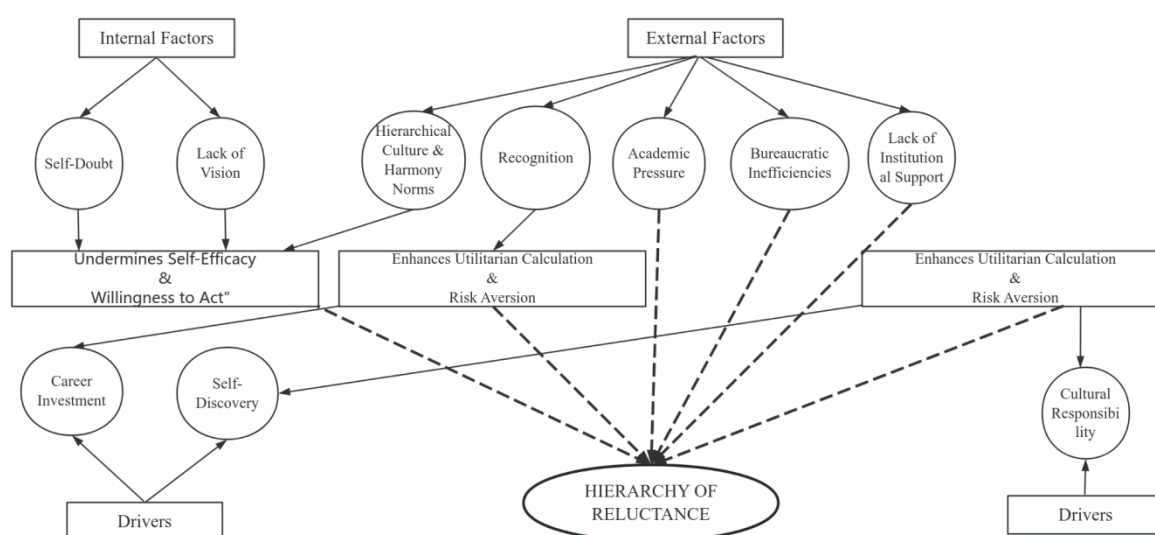 Internal Factors
External Factors
Self-Doubt
Lack of
Vision
Hierarchical
Culture &
Harmony
Norms
Recognition
Academic
Pressure
Bureaucratic
Inefficiencies
Lack of
Institution
al Support
Undermines Self-Efficacy
&
Willingness to Act”
Enhances Utilitarian Calculation
&
Risk Aversion
Enhances Utilitarian Calculation
&
Risk Aversion
Career
Investment
Self-
Discovery
Cultural
Responsibi
lity
HIERARCHY OF
RELUCTANCE
Drivers
Drivers